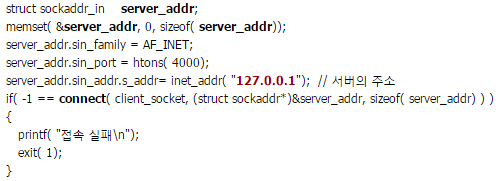 struct sockaddr_in    server_addr;
memset( &server_addr, 0, sizeof( server_addr));
server_addr.sin_family = AF_INET;
server_addr.sin_port = htons( 4000);
server_addr.sin_addr.s_addr= inet_addr( "127.0.0.1");  // 서버의 주소
if( -1 == connect( client_socket, (struct sockaddr*)&server_addr, sizeof( server_addr) ) )
{
   printf( "접속 실패\n");
   exit( 1);
}